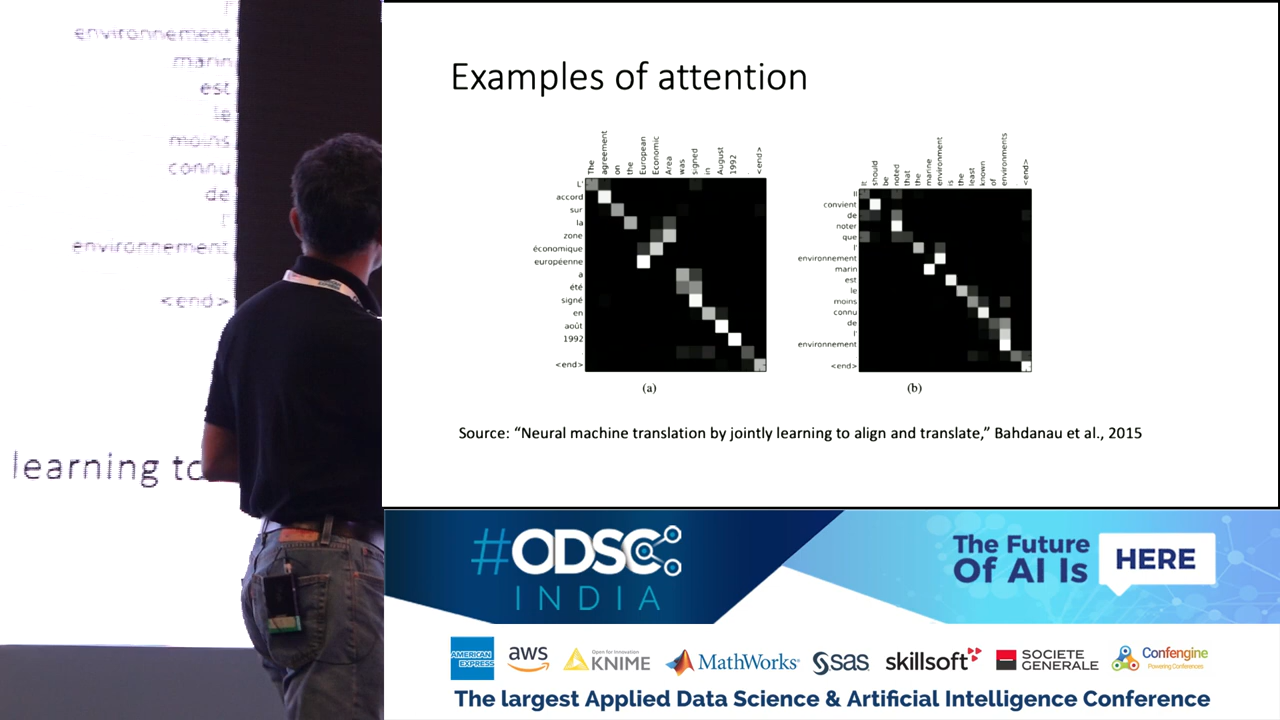 l'
environnement
marin
est
le
moins
connu
de
l'
environnement
<end>
learning to
Examples of attention
The
agreement
on
the
European
Economic
Area
was
signed
in
August
1992
.
<end>
L'
accord
sur
la
zone
économique
européenne
a
été
signé
en
août
1992
.
<end>
(a)
It
should
be
noted
that
the
marine
environment
is
the
least
known
of
environments
.
<end>
Il
convient
de
noter
que
l'
environnement
marin
est
le
moins
connu
de
l'
environnement
.
<end>
(b)
Source: “Neural machine translation by jointly learning to align and translate,” Bahdanau et al., 2015
#ODSC
INDIA
The Future
Of AI Is
HERE
AMERICAN
EXPRESS
aws
Open for Innovation
KNIME
MathWorks®
sas
skillsoft
SOCIETE
GENERALE
Confengine
Powering Conferences
The largest Applied Data Science & Artificial Intelligence Conference